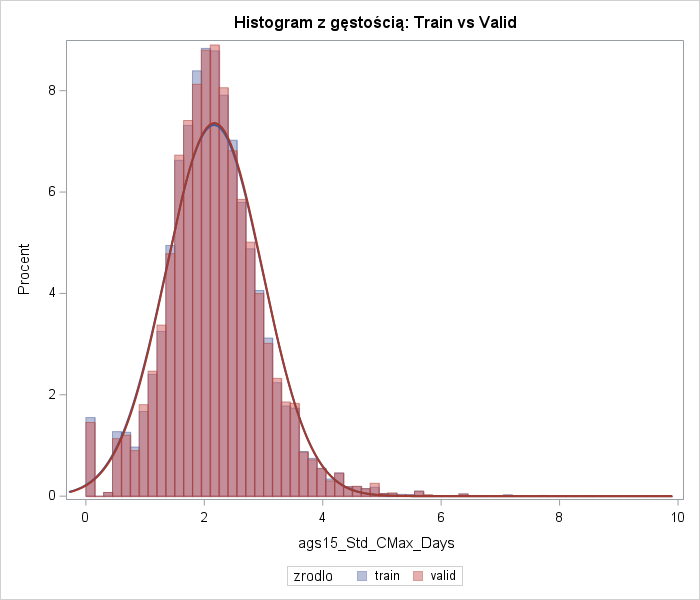 Histogram z gęstością: Train vs Valid
Procent
8
6
4
2
0
0 2 4 6 8 10
ags15_Std_CMax_Days
zrodlo train valid